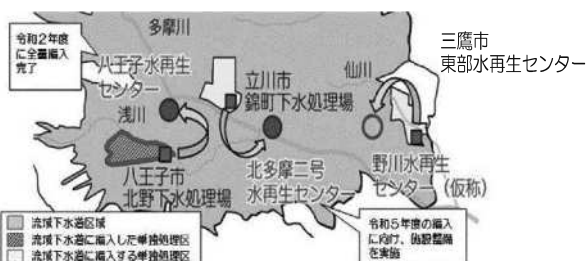 令和２年度
に全量編入
完了
多摩川
八王子水再生
センター
浅川
立川市
錦町下水処理場
仙川
三鷹市
東部水再生センター
八王子市
北野下水処理場
北多摩二号
水再生センター
野川水再生
センター（仮称）
流域下水道区域
流域下水道に編入した単独処理区
流域下水道に編入する単独処理区
令和５年度の編入
に向け、施設整備
を実施